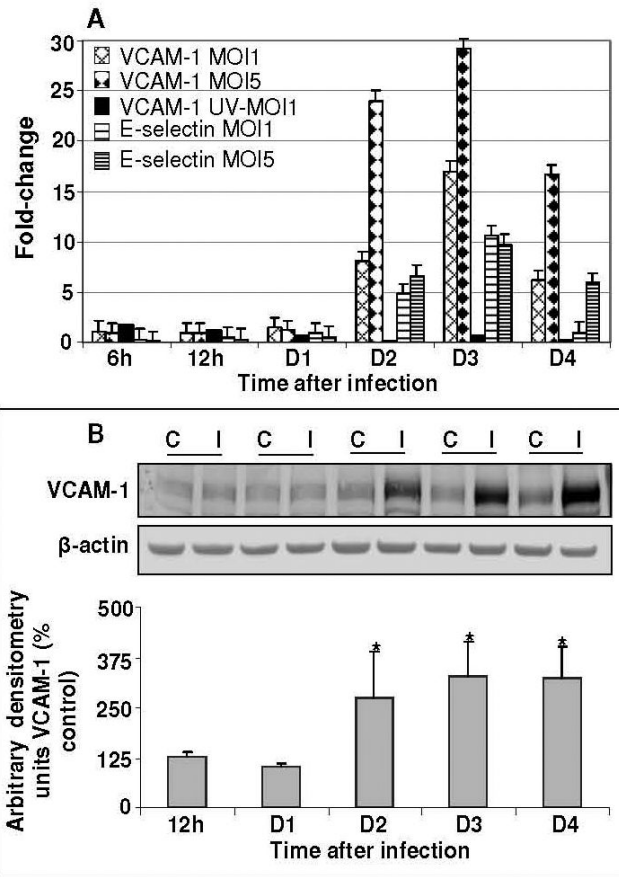 A
30
25
20
15
10
5
0
Fold-change
VCAM-1 MOI1
VCAM-1 MOI5
VCAM-1 UV-MOI1
E-selectin MOI1
E-selectin MOI5
6h 12h D1 D2 D3 D4
Time after infection
B
C I C I C I C I C I
VCAM-1
β-actin
Arbitrary densitometry
units VCAM-1 (%
control)
500
375
250
125
0
* * *
12h D1 D2 D3 D4
Time after infection